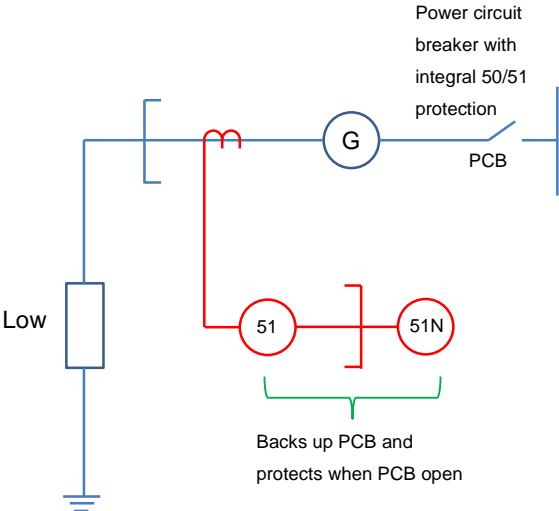 Power circuit
breaker with
integral 50/51
protection
G
PCB
Low
51
51N
Backs up PCB and
protects when PCB open